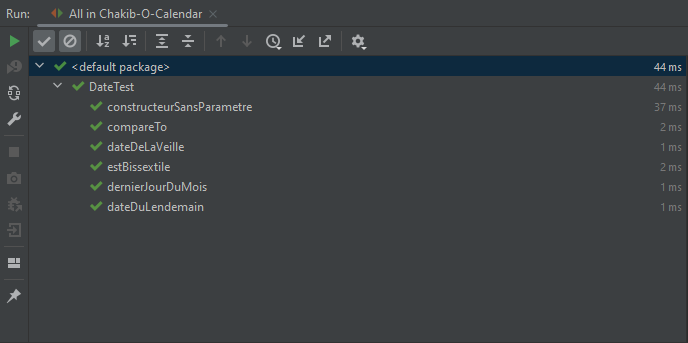 Run: All in Chakib-O-Calendar
<default package> 44 ms
DateTest 44 ms
constructeurSansParametre 37 ms
compareTo 2 ms
dateDeLaVeille 1 ms
estBissextile 2 ms
dernierJourDuMois 1 ms
dateDuLendemain 1 ms